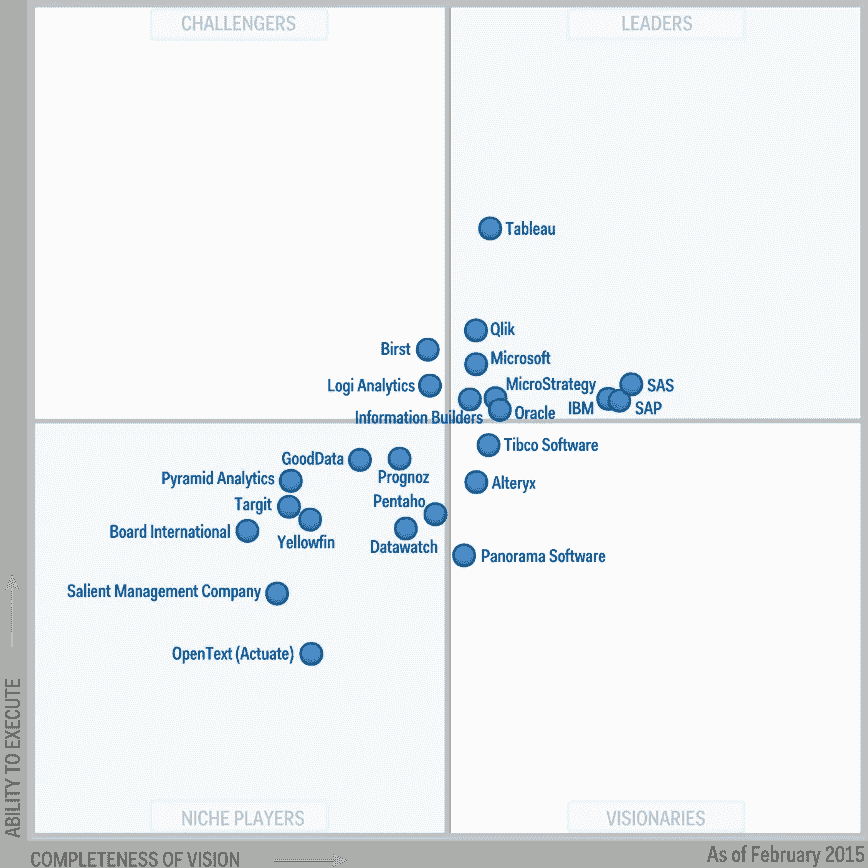 CHALLENGERS
LEADERS
Tableau
Qlik
Birst
Microsoft
Logi Analytics
MicroStrategy
SAS
Information Builders
Oracle
IBM
SAP
Tibco Software
GoodData
Prognoz
Pyramid Analytics
Alteryx
Targit
Pentaho
Board International
Yellowfin
Datawatch
Panorama Software
Salient Management Company
OpenText (Actuate)
NICHE PLAYERS
VISIONARIES
ABILITY TO EXECUTE
COMPLETENESS OF VISION
As of February 2015